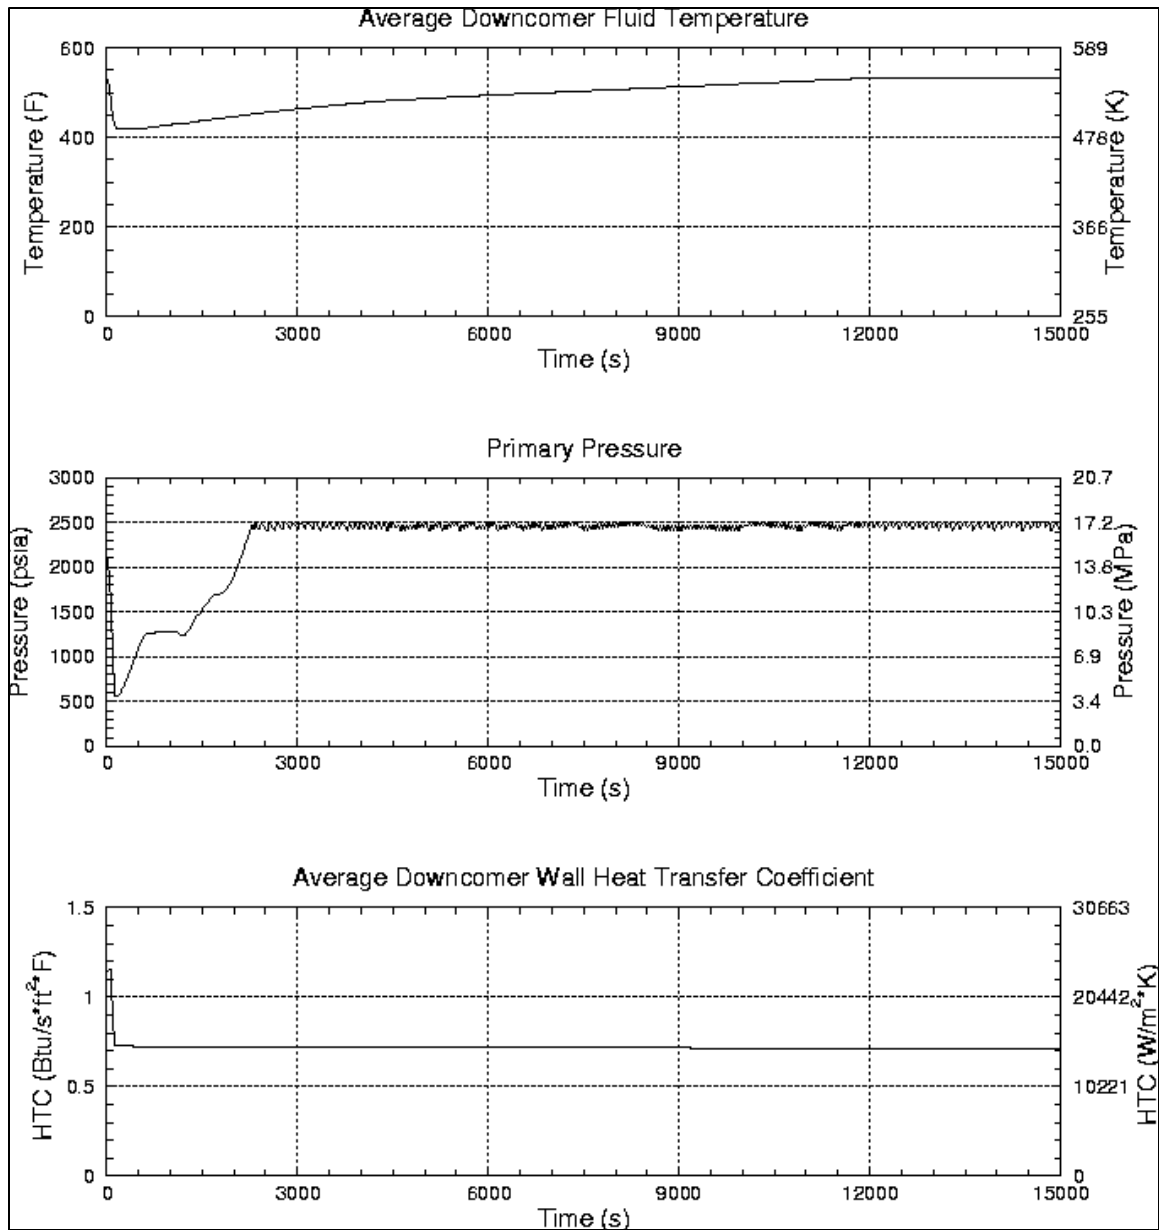 Average Downcomer Fluid Temperature
600 589
400 478
200 366
0 255
Temperature (F)
Temperature (K)
0 3000 6000 9000 12000 15000
Time (s)
Primary Pressure
3000 20.7
2500 17.2
2000 13.8
1500 10.3
1000 6.9
500 3.4
0 0.0
Pressure (psia)
Pressure (MPa)
0 3000 6000 9000 12000 15000
Time (s)
Average Downcomer Wall Heat Transfer Coefficient
1.5 30663
1 20442
0.5 10221
0 0
HTC (Btu/s*ft²*F)
HTC (W/m²*K)
0 3000 6000 9000 12000 15000
Time (s)